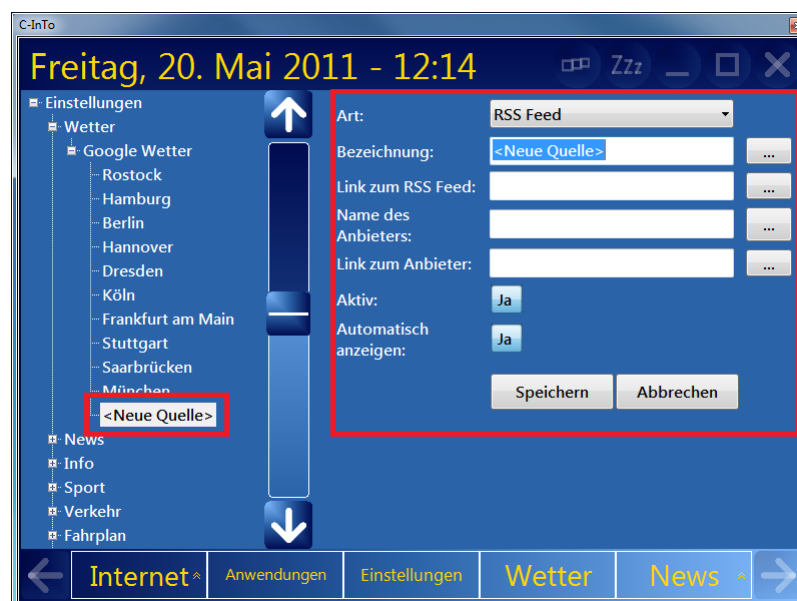 C-InTo
Freitag, 20. Mai 2011 - 12:14
Zzz
Einstellungen
Wetter
Google Wetter
Rostock
Hamburg
Berlin
Hannover
Dresden
Köln
Frankfurt am Main
Stuttgart
Saarbrücken
München
<Neue Quelle>
News
Info
Sport
Verkehr
Fahrplan
Art:
RSS Feed
Bezeichnung:
<Neue Quelle>
...
Link zum RSS Feed:
...
Name des
Anbieters:
...
Link zum Anbieter:
...
Aktiv:
Ja
Automatisch
anzeigen:
Ja
Speichern
Abbrechen
Internet
Anwendungen
Einstellungen
Wetter
News